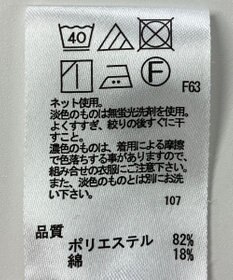 40
F
F63
ネット使用。
淡色のものは無蛍光洗剤を使用。
よくすすぎ、絞りの後すぐに干
すこと。
濃色のものは、着用による摩擦
で色落ちする事がありますので、
組み合せの衣服にご注意下さい。
また、淡色のものとは別にお洗
い下さい。
107
品質
ポリエステル 82%
綿 18%